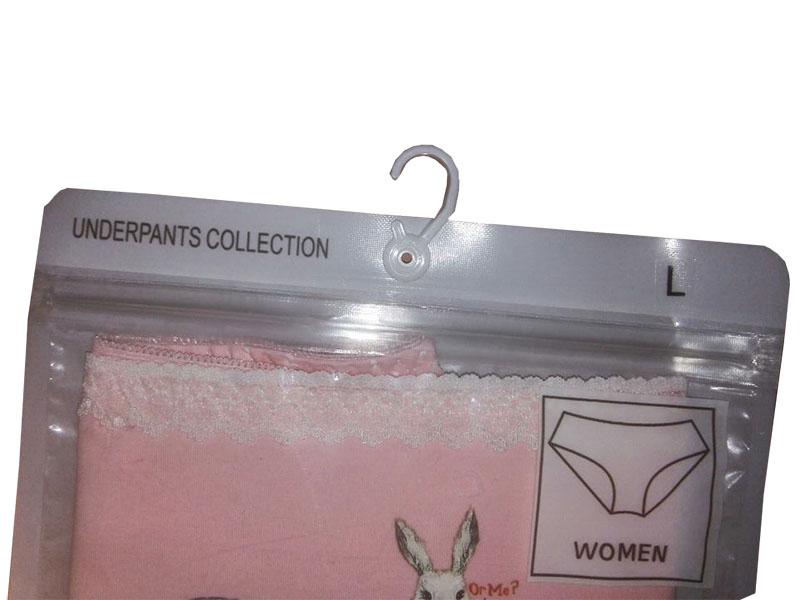 UNDERPANTS COLLECTION
L
WOMEN
Or Me?